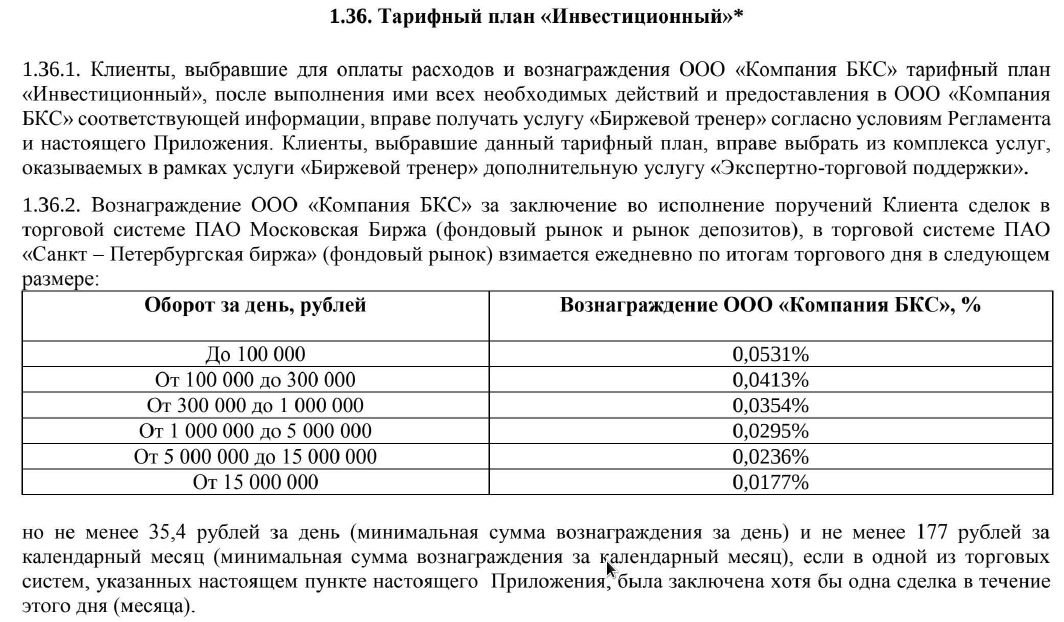 1.36. Тарифный план «Инвестиционный»*
1.36.1. Клиенты, выбравшие для оплаты расходов и вознаграждения ООО «Компания БКС» тарифный план
«Инвестиционный», после выполнения ими всех необходимых действий и предоставления в ООО «Компания
БКС» соответствующей информации, вправе получать услугу «Биржевой тренер» согласно условиям Регламента
и настоящего Приложения. Клиенты, выбравшие данный тарифный план, вправе выбрать из комплекса услуг,
оказываемых в рамках услуги «Биржевой тренер» дополнительную услугу «Экспертно-торговой поддержки».
1.36.2. Вознаграждение ООО «Компания БКС» за заключение во исполнение поручений Клиента сделок в
торговой системе ПАО Московская Биржа (фондовый рынок и рынок депозитов), в торговой системе ПАО
«Санкт – Петербургская биржа» (фондовый рынок) взимается ежедневно по итогам торгового дня в следующем
размере:
Оборот за день, рублей Вознаграждение ООО «Компания БКС», %
До 100 000 0,0531%
От 100 000 до 300 000 0,0413%
От 300 000 до 1 000 000 0,0354%
От 1 000 000 до 5 000 000 0,0295%
От 5 000 000 до 15 000 000 0,0236%
От 15 000 000 0,0177%
но не менее 35,4 рублей за день (минимальная сумма вознаграждения за день) и не менее 177 рублей за
календарный месяц (минимальная сумма вознаграждения за календарный месяц), если в одной из торговых
систем, указанных настоящем пункте настоящего Приложения, была заключена хотя бы одна сделка в течение
этого дня (месяца).